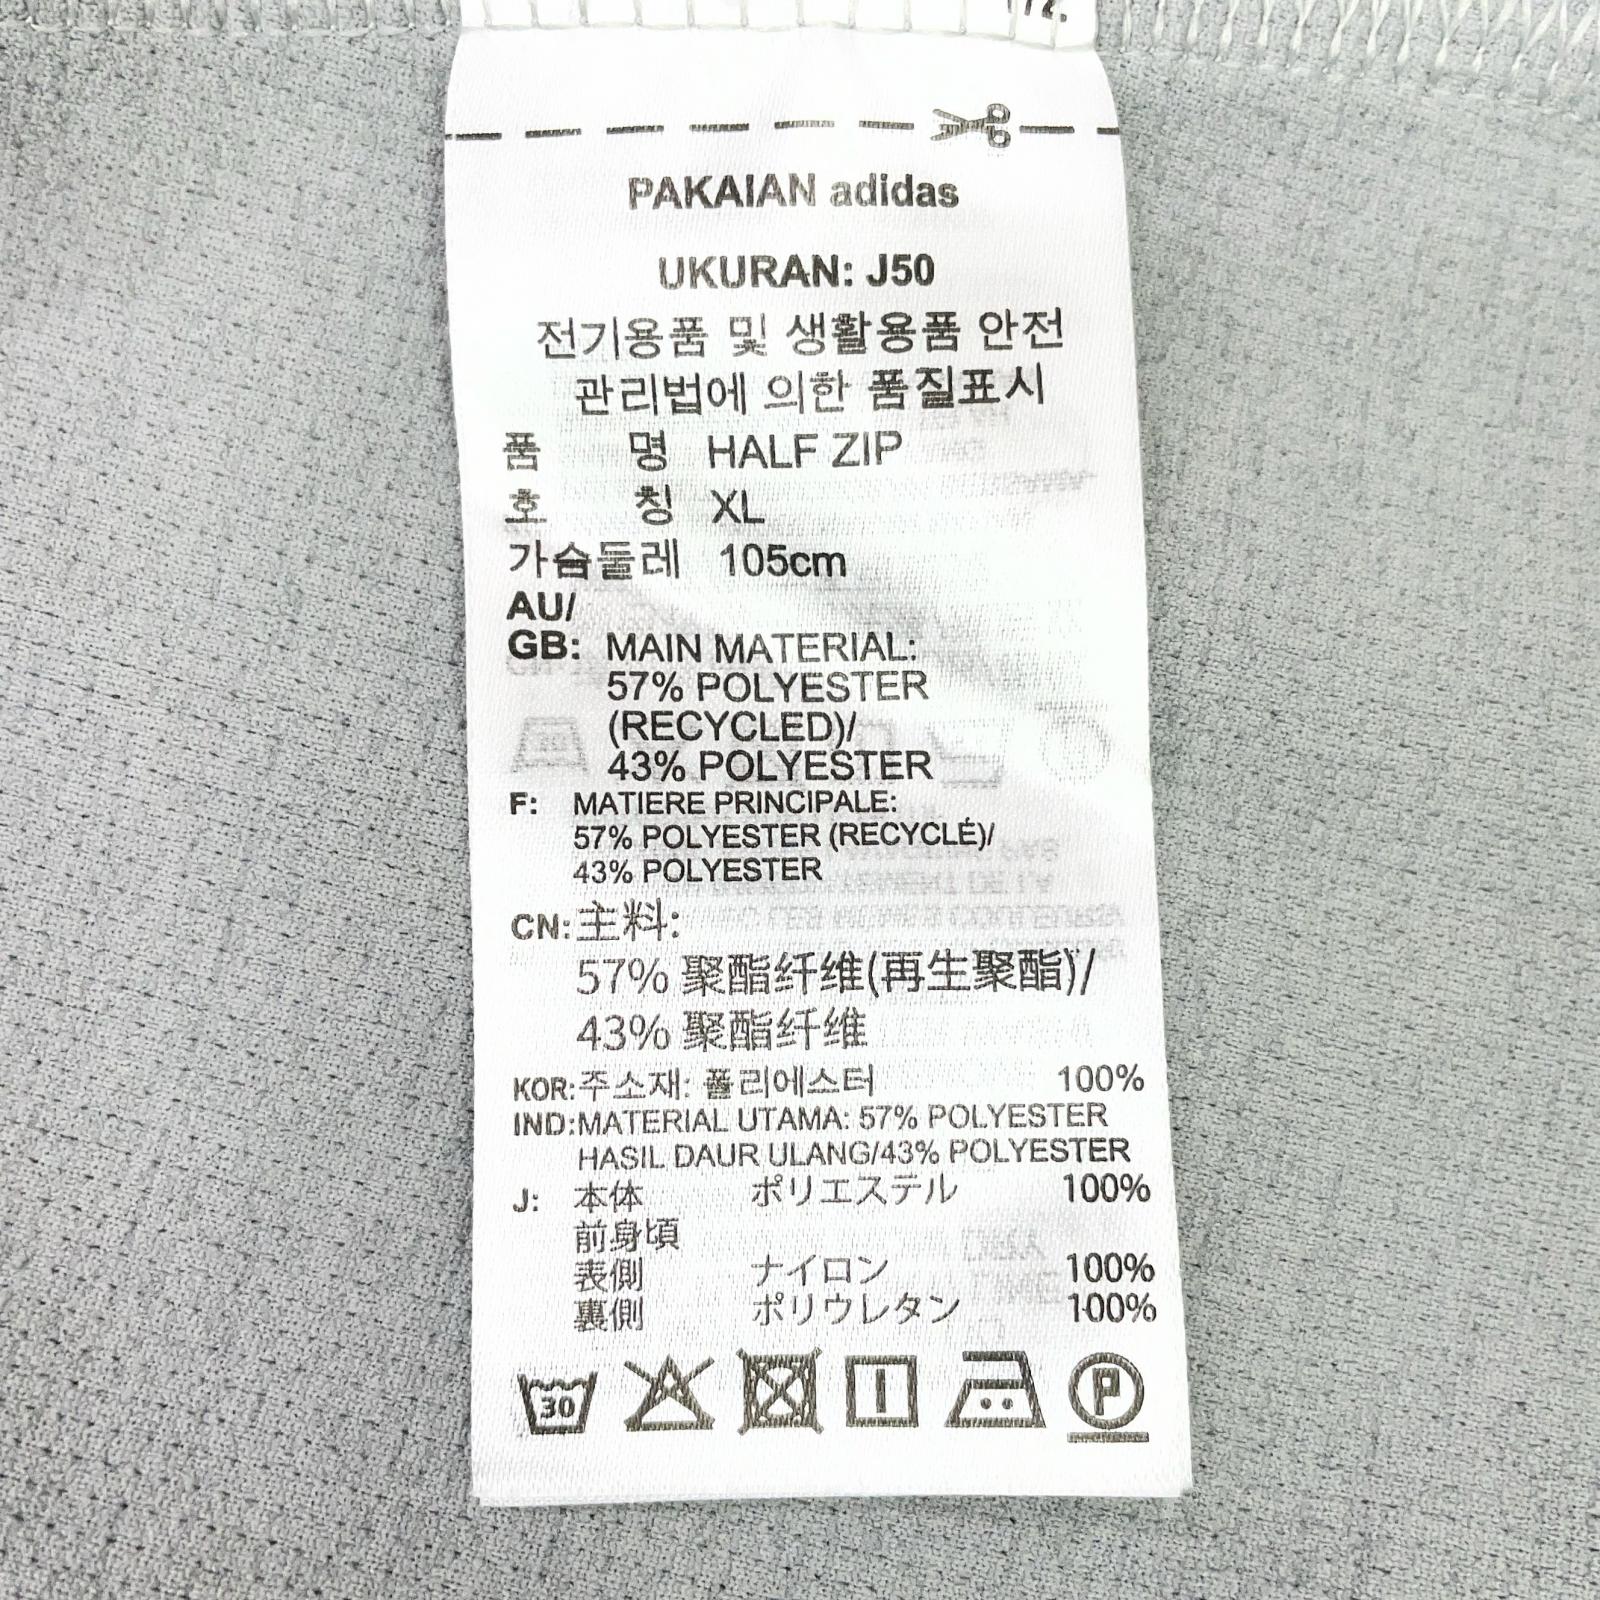 PAKAIAN adidas
UKURAN: J50
전기용품 및 생활용품 안전
관리법에 의한 품질표시
품 명 HALF ZIP
호 칭 XL
가슴둘레 105cm
AU/
GB: MAIN MATERIAL:
57% POLYESTER
(RECYCLED)/
43% POLYESTER
F: MATIERE PRINCIPALE:
57% POLYESTER (RECYCLÉ)/
43% POLYESTER
CN: 主料:
57% 聚酯纤维(再生聚酯)/
43% 聚酯纤维
KOR: 주소재: 폴리에스터 100%
IND: MATERIAL UTAMA: 57% POLYESTER
HASIL DAUR ULANG/43% POLYESTER
J: 本体 ポリエステル 100%
前身頃
表側 ナイロン 100%
裏側 ポリウレタン 100%
30 P